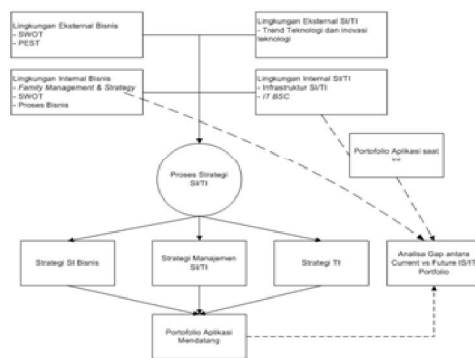 Lingkungan Eksternal Bisnis
- SWOT
- PEST
Lingkungan Eksternal SI/TI
- Trend Teknologi dan inovasi
teknologi
Lingkungan Internal Bisnis
- Family Management & Strategy
- SWOT
- Proses Bisnis
Lingkungan Internal SI/TI
- Infrastruktur SI/TI
- IT BSC
Portofolio Aplikasi saat
Proses Strategi
SI/TI
Strategi SI Bisnis
Strategi Manajemen
SI/TI
Strategi TI
Analisa Gap antara
Current vs Future IS/IT
Portfolio
Portofolio Aplikasi
Mendatang